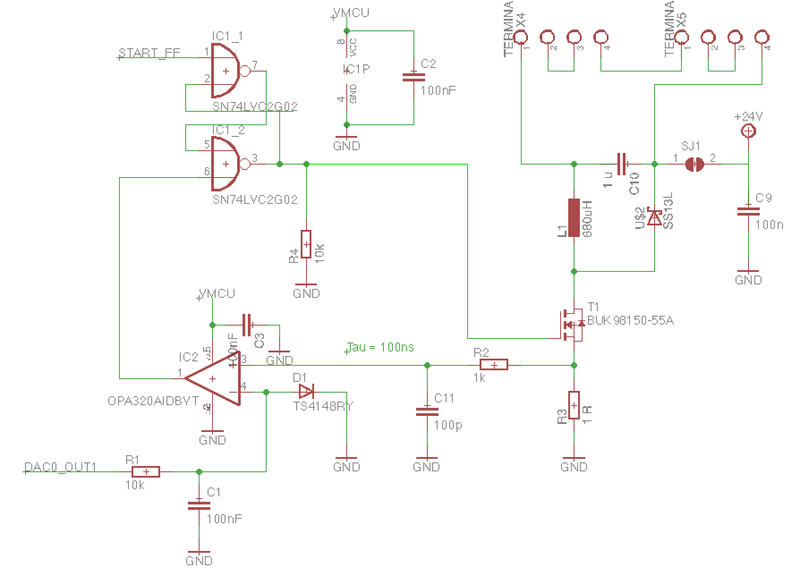 VMCU
TERMINA
X4
TERMINA
X5
1
2
3
4
1
2
3
4
START_FF
IC1_1
1
2
7
SN74LVC2G02
8
VCC
IC1P
GND
4
GND
C2
100nF
+24V
IC1_2
5
6
3
SN74LVC2G02
SJ1
1
2
1 u
C10
C9
100n
GND
L1
680uH
U$2
SS13L
R4
10k
GND
T1
BUK98150-55A
VMCU
100nF
C3
GND
Tau = 100ns
IC2
5
1
3
4
2
OPA320AIDBVT
GND
D1
TS4148RY
GND
R2
1k
C11
100p
GND
R3
1 R
GND
DAC0_OUT1
R1
10k
C1
100nF
GND